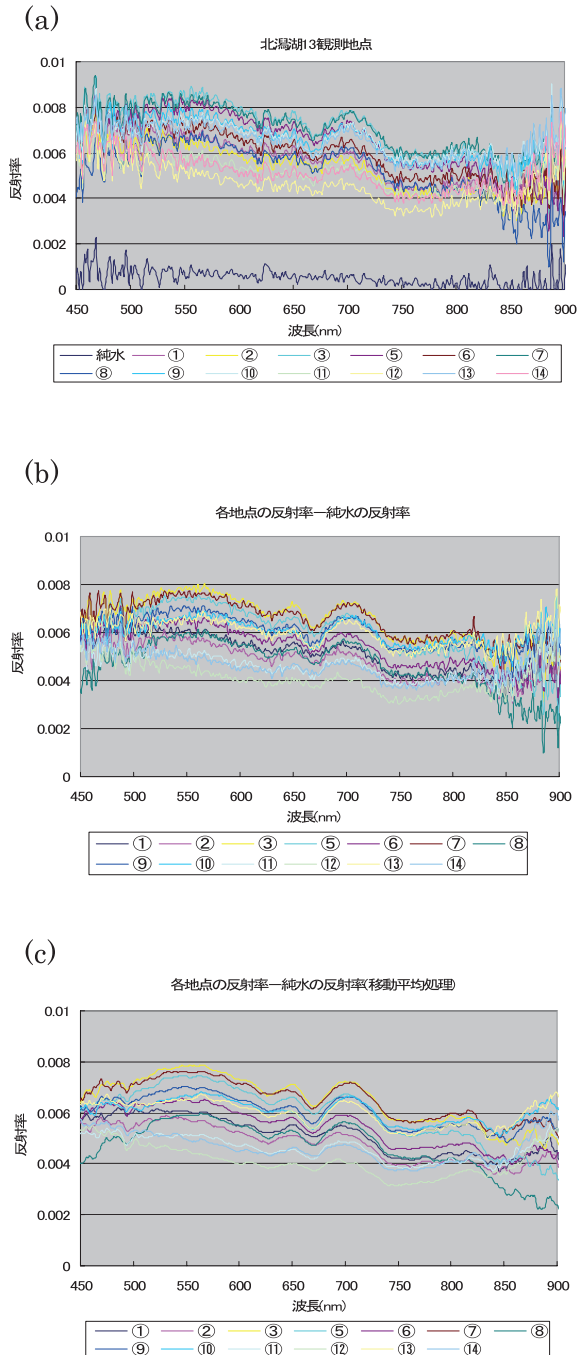 (a)
北潟湖13観測地点
0.01
0.008
0.006
0.004
0.002
0
反射率
450 500 550 600 650 700 750 800 850 900
波長(nm)
純水 ① ② ③ ⑤ ⑥ ⑦
⑧ ⑨ ⑩ ⑪ ⑫ ⑬ ⑭
(b)
各地点の反射率ー純水の反射率
0.01
0.008
0.006
0.004
0.002
0
反射率
450 500 550 600 650 700 750 800 850 900
波長(nm)
① ② ③ ⑤ ⑥ ⑦ ⑧
⑨ ⑩ ⑪ ⑫ ⑬ ⑭
(c)
各地点の反射率ー純水の反射率(移動平均処理)
0.01
0.008
0.006
0.004
0.002
0
反射率
450 500 550 600 650 700 750 800 850 900
波長(nm)
① ② ③ ⑤ ⑥ ⑦ ⑧
⑨ ⑩ ⑪ ⑫ ⑬ ⑭